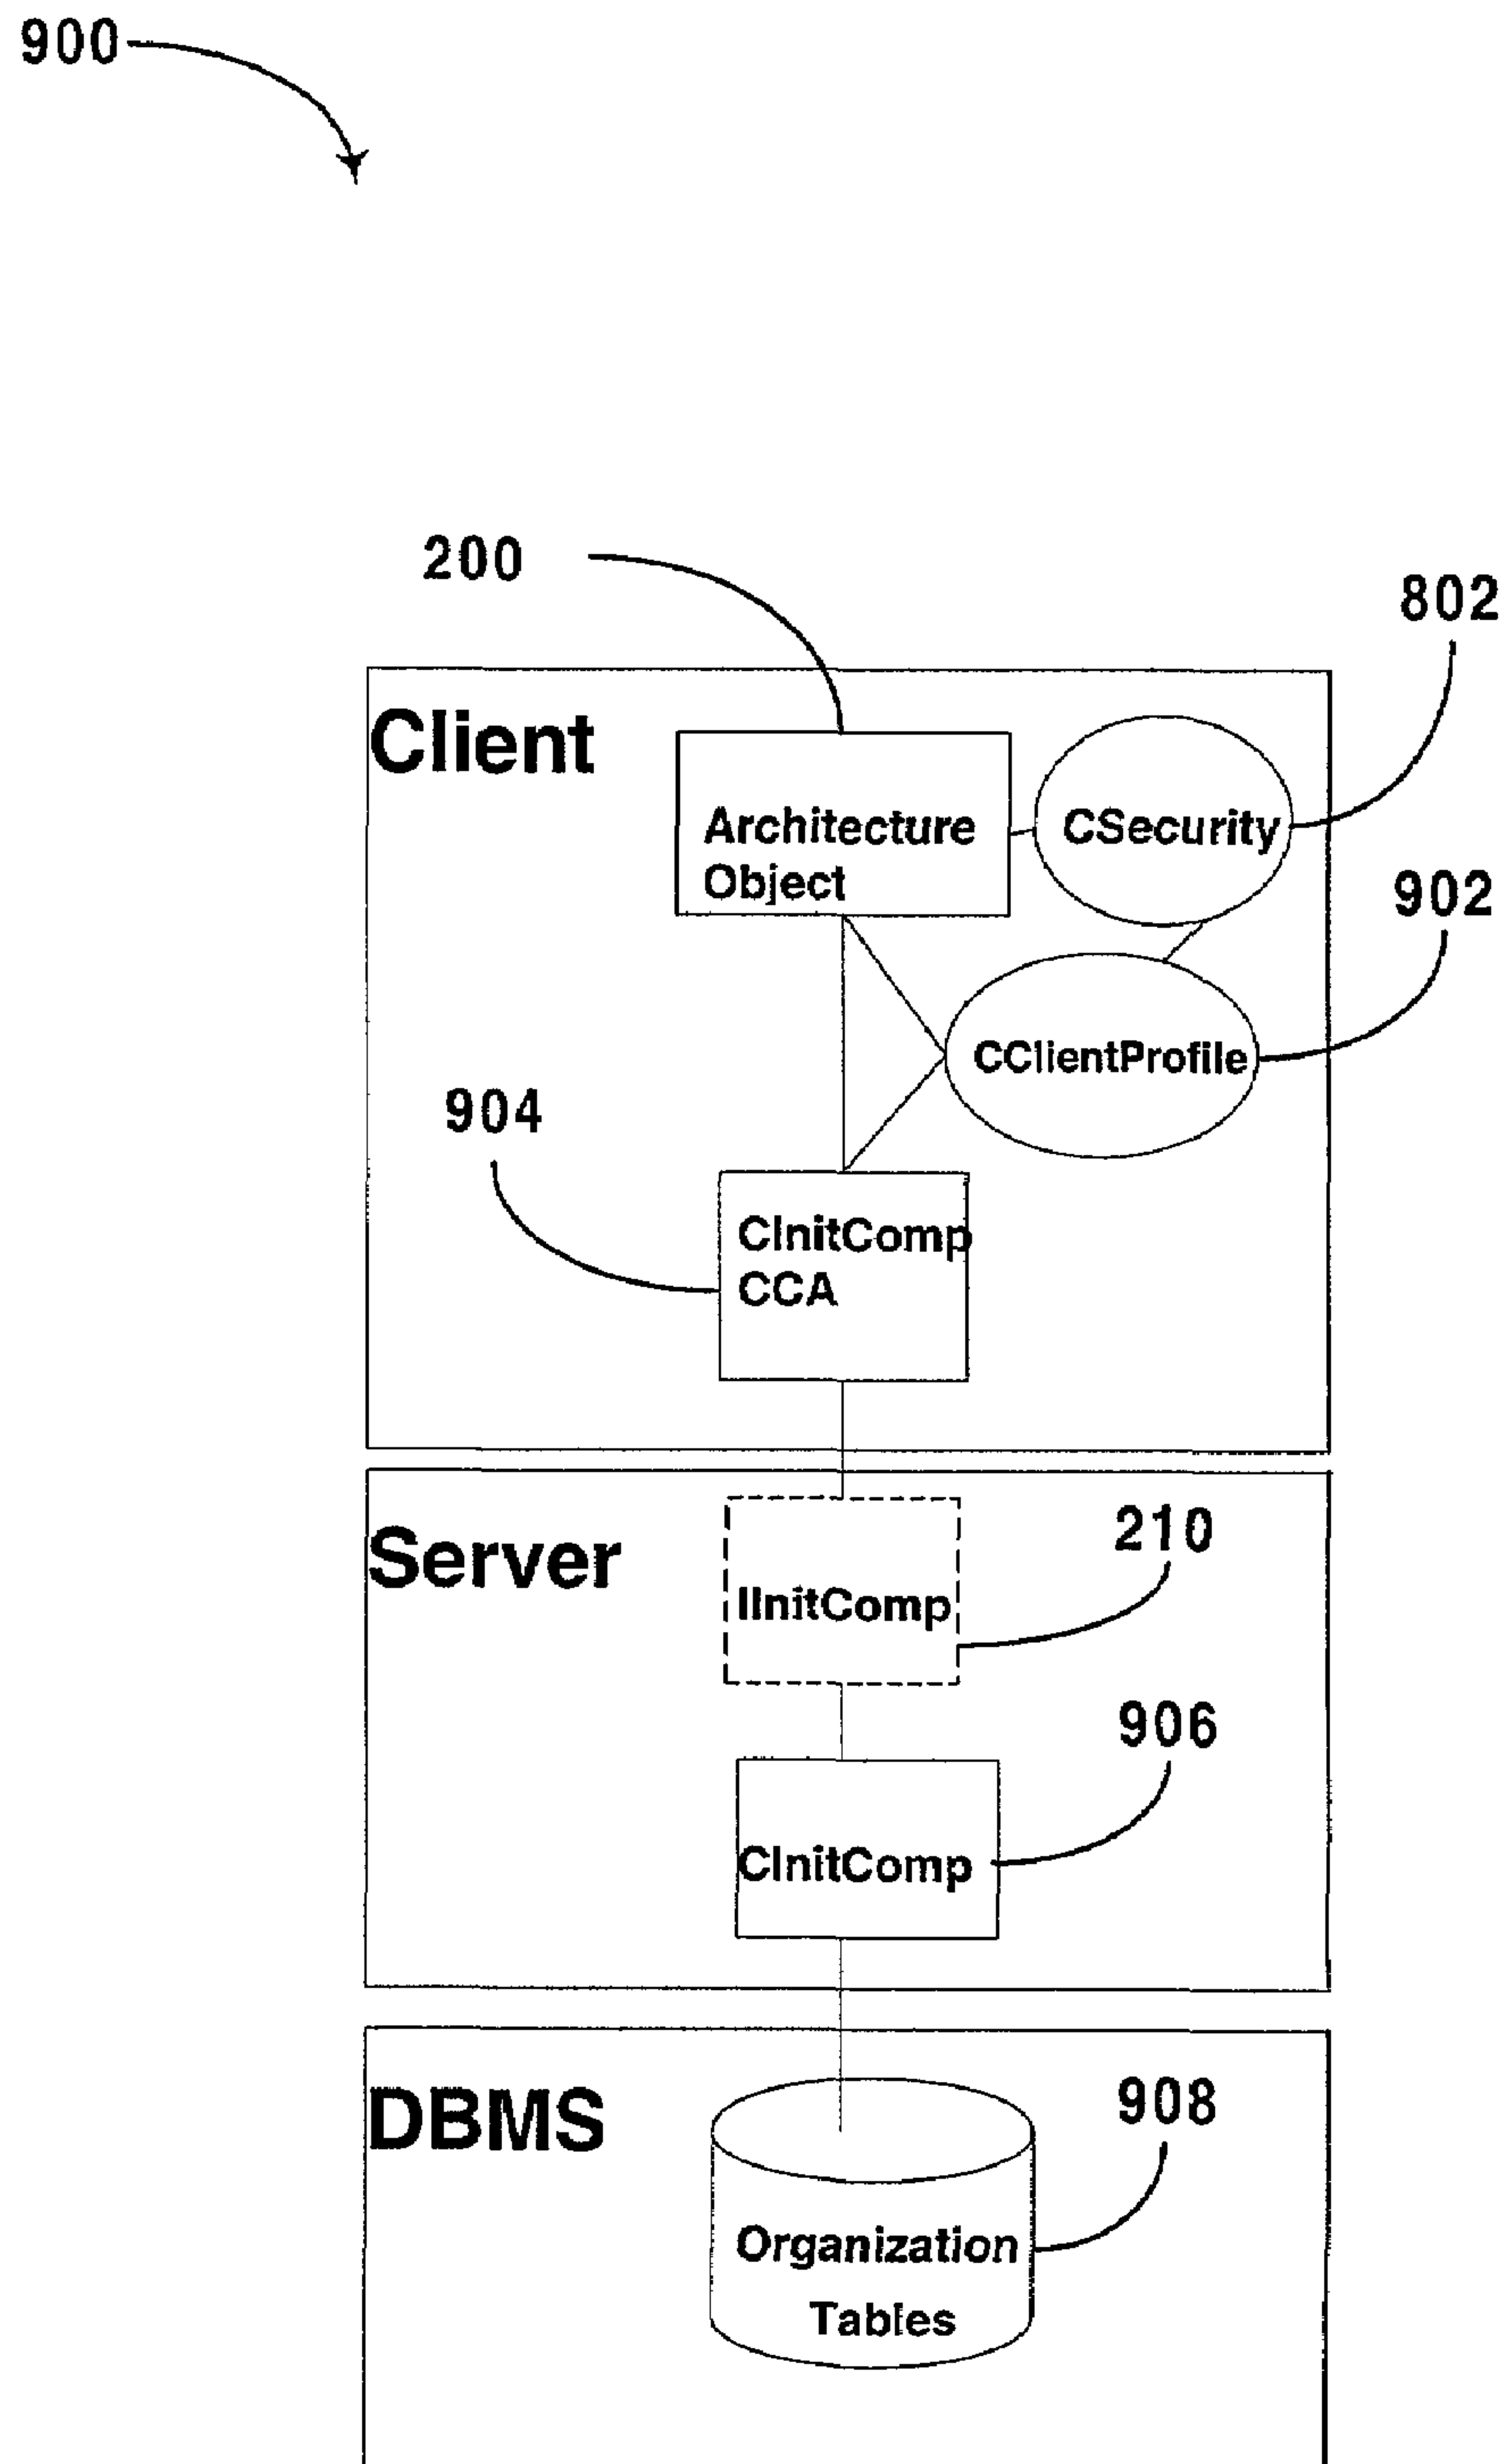 900
200
802
Client
Architecture
Object
CSecurity
902
CClientProfile
904
CInitComp
CCA
Server
210
IInitComp
906
CInitComp
DBMS
908
Organization
Tables